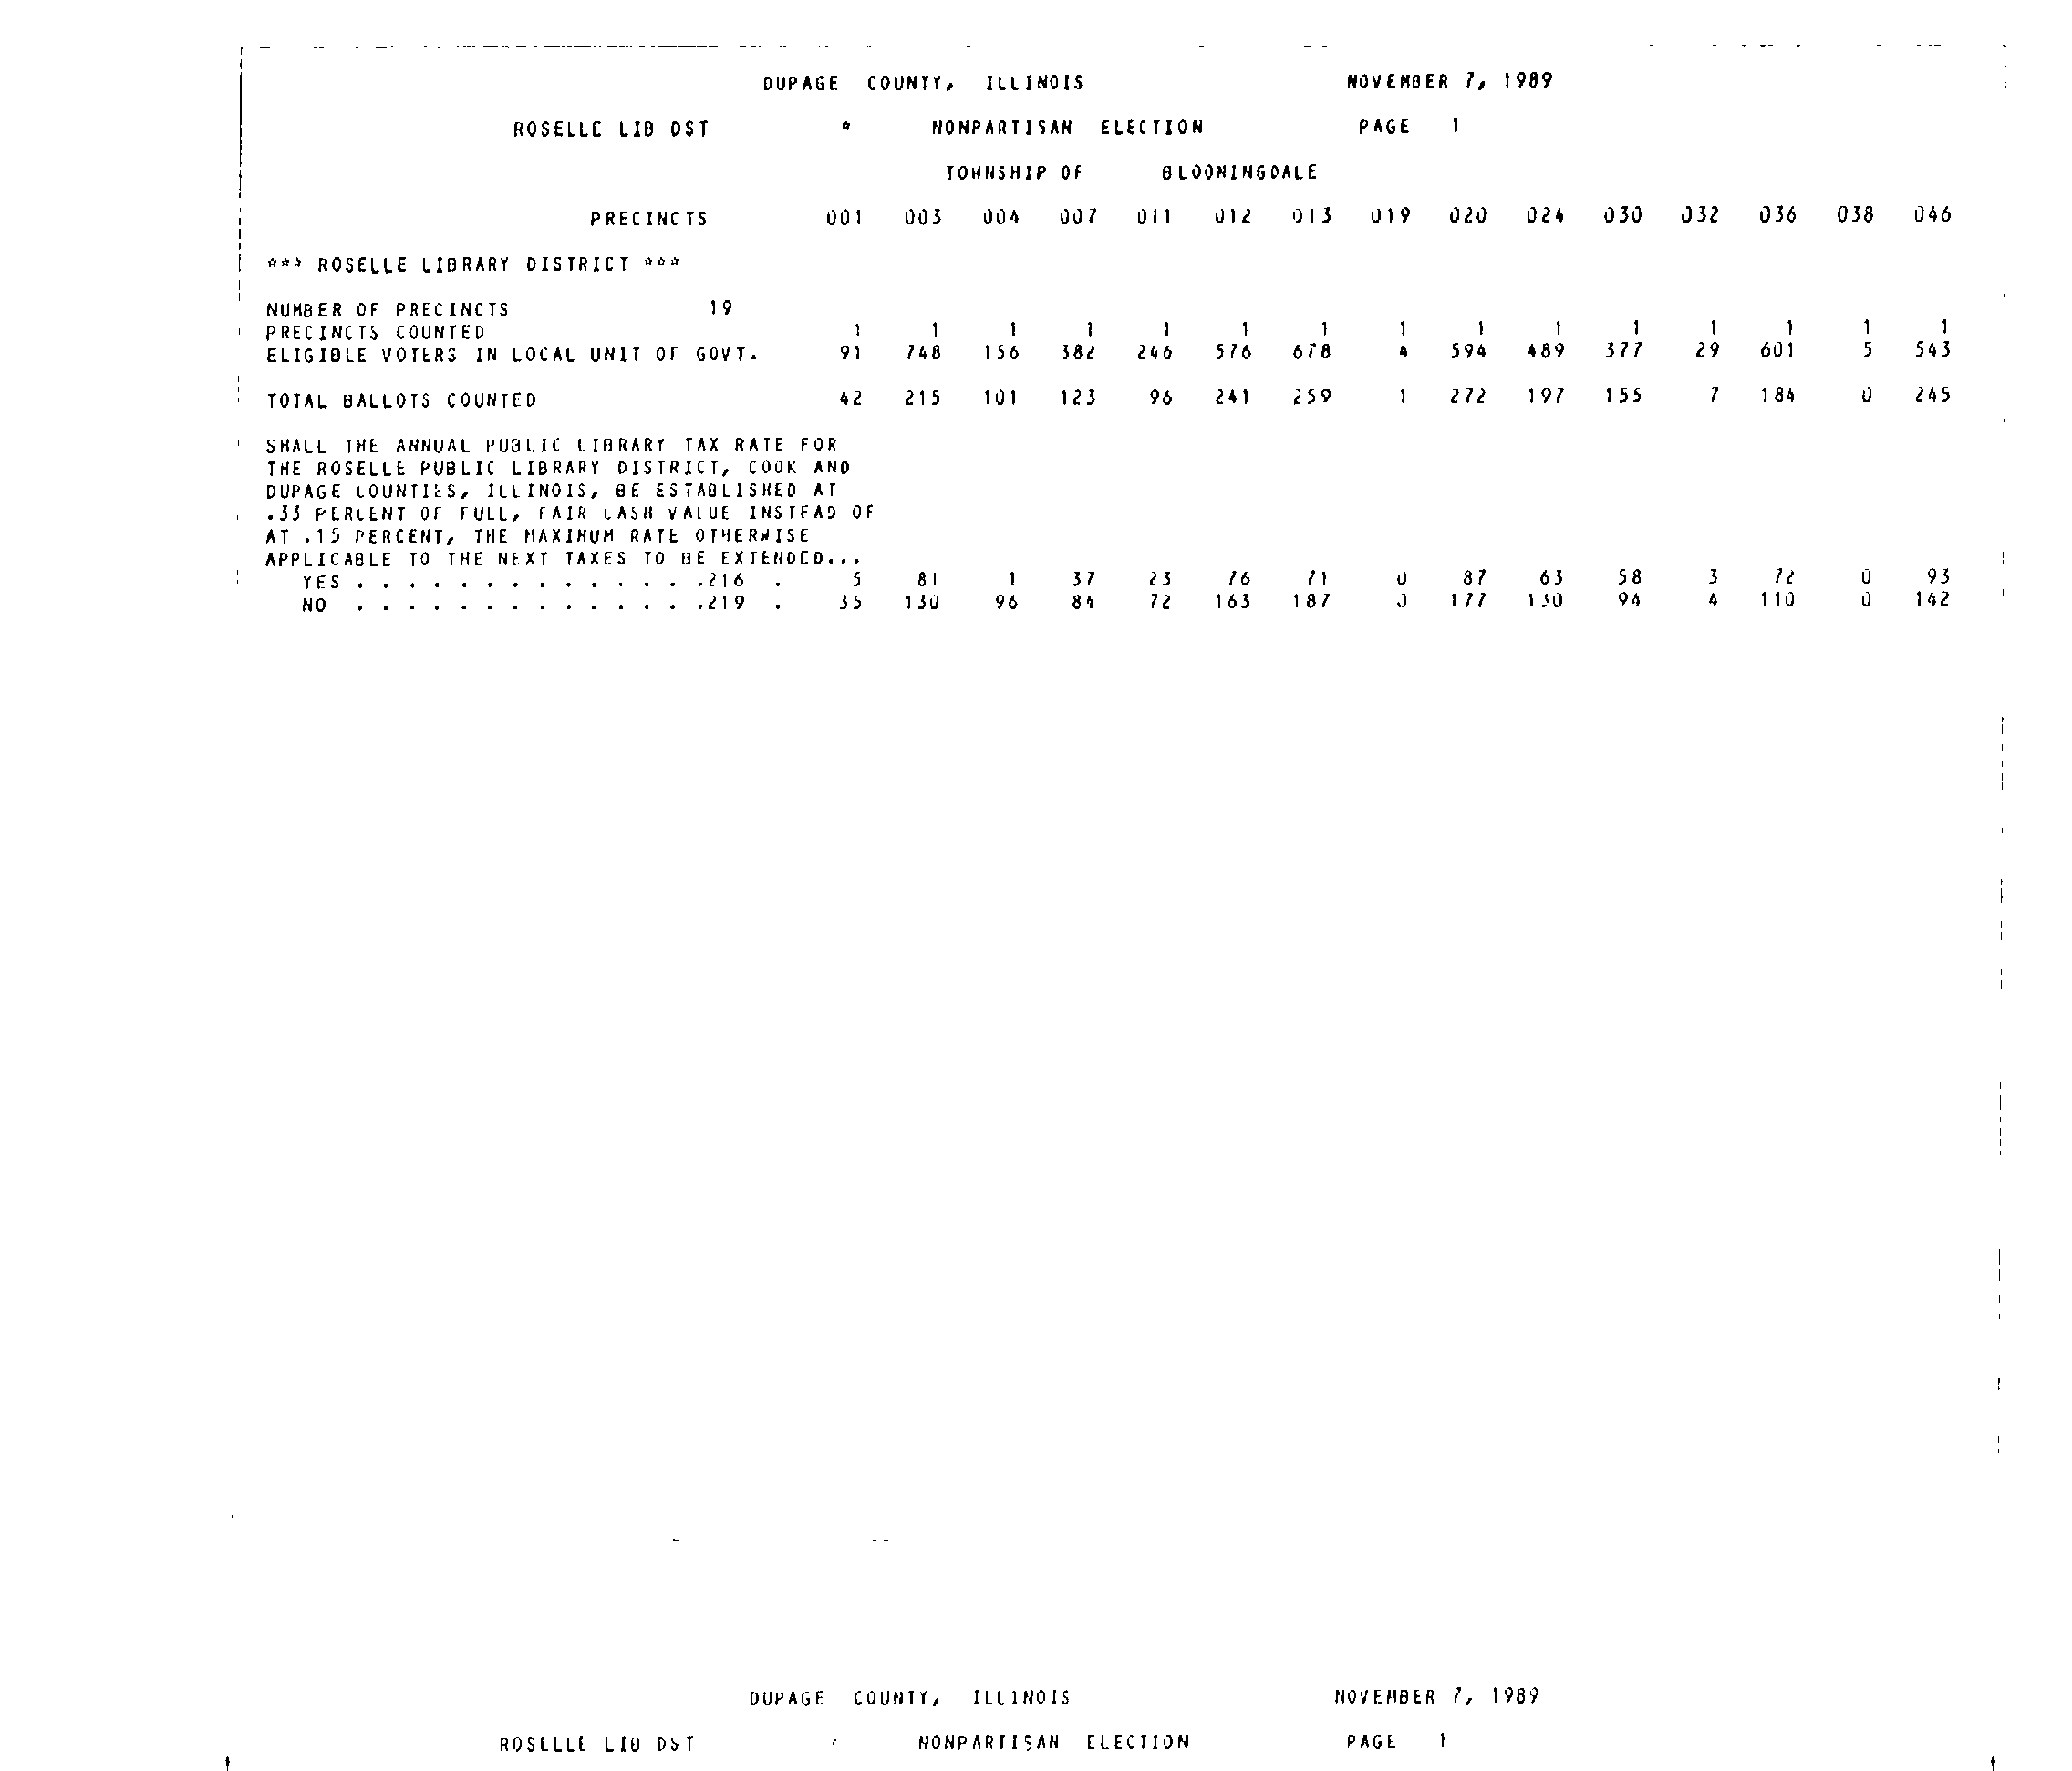 DUPAGE COUNTY, ILLINOIS NOVEMBER 7, 1989
ROSELLE LIB DST * NONPARTISAN ELECTION PAGE 1
TOWNSHIP OF BLOOMINGDALE
PRECINCTS 001 003 004 007 011 012 013 019 020 024 030 032 036 038 046
*** ROSELLE LIBRARY DISTRICT ***
NUMBER OF PRECINCTS 19
PRECINCTS COUNTED 1 1 1 1 1 1 1 1 1 1 1 1 1 1 1
ELIGIBLE VOTERS IN LOCAL UNIT OF GOVT. 91 748 156 382 246 576 678 4 594 489 377 29 601 5 543
TOTAL BALLOTS COUNTED 42 215 101 123 96 241 259 1 272 197 155 7 184 0 245
SHALL THE ANNUAL PUBLIC LIBRARY TAX RATE FOR
THE ROSELLE PUBLIC LIBRARY DISTRICT, COOK AND
DUPAGE COUNTIES, ILLINOIS, BE ESTABLISHED AT
.33 PERCENT OF FULL, FAIR CASH VALUE INSTEAD OF
AT .15 PERCENT, THE MAXIMUM RATE OTHERWISE
APPLICABLE TO THE NEXT TAXES TO BE EXTENDED...
YES . . . . . . . . . . . . . .216 . 5 81 1 37 23 76 71 0 87 63 58 3 72 0 93
NO . . . . . . . . . . . . . .219 . 35 130 96 84 72 163 187 0 177 130 94 4 110 0 142
DUPAGE COUNTY, ILLINOIS NOVEMBER 7, 1989
ROSELLE LIB DST NONPARTISAN ELECTION PAGE 1